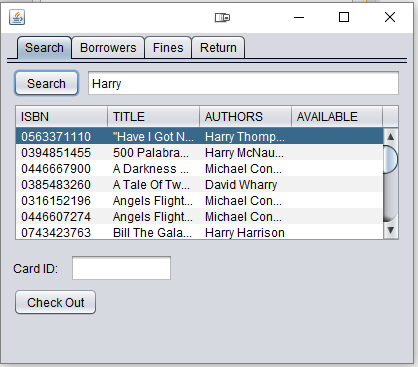 Search Borrowers Fines Return
Search Harry
ISBN TITLE AUTHORS AVAILABLE
0563371110 "Have I Got N... Harry Thomp...
0394851455 500 Palabra... Harry McNau...
0446667900 A Darkness ... Michael Con...
0385483260 A Tale Of Tw... David Wharry
0316152196 Angels Flight... Michael Con...
0446607274 Angels Flight... Michael Con...
0743423763 Bill The Gala... Harry Harrison
Card ID:
Check Out